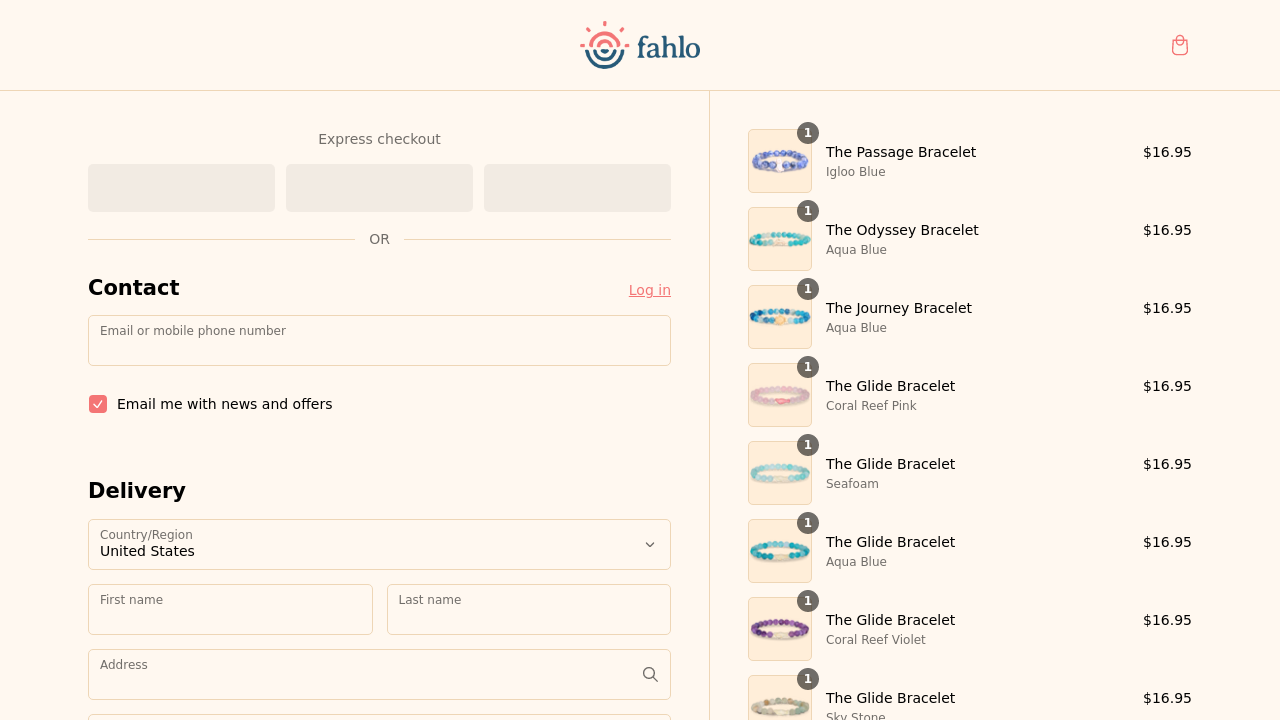 fahlo
Express checkout
OR
Contact
Log in
Email or mobile phone number
Email me with news and offers
Delivery
Country/Region
United States
First name
Last name
Address
1
The Passage Bracelet
$16.95
Igloo Blue
1
The Odyssey Bracelet
$16.95
Aqua Blue
1
The Journey Bracelet
$16.95
Aqua Blue
1
The Glide Bracelet
$16.95
Coral Reef Pink
1
The Glide Bracelet
$16.95
Seafoam
1
The Glide Bracelet
$16.95
Aqua Blue
1
The Glide Bracelet
$16.95
Coral Reef Violet
1
The Glide Bracelet
$16.95
Sky Stone